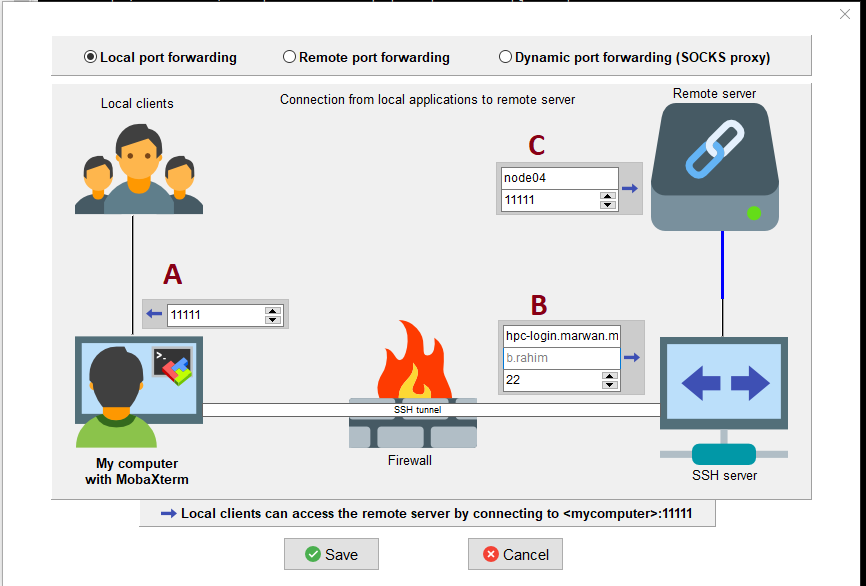 Local port forwarding
Remote port forwarding
Dynamic port forwarding (SOCKS proxy)
Local clients
Connection from local applications to remote server
Remote server
C
node04
11111
A
11111
B
hpc-login.marwan.m
b.rahim
22
>_
SSH tunnel
Firewall
My computer
with MobaXterm
SSH server
Local clients can access the remote server by connecting to <mycomputer>:11111
Save
Cancel